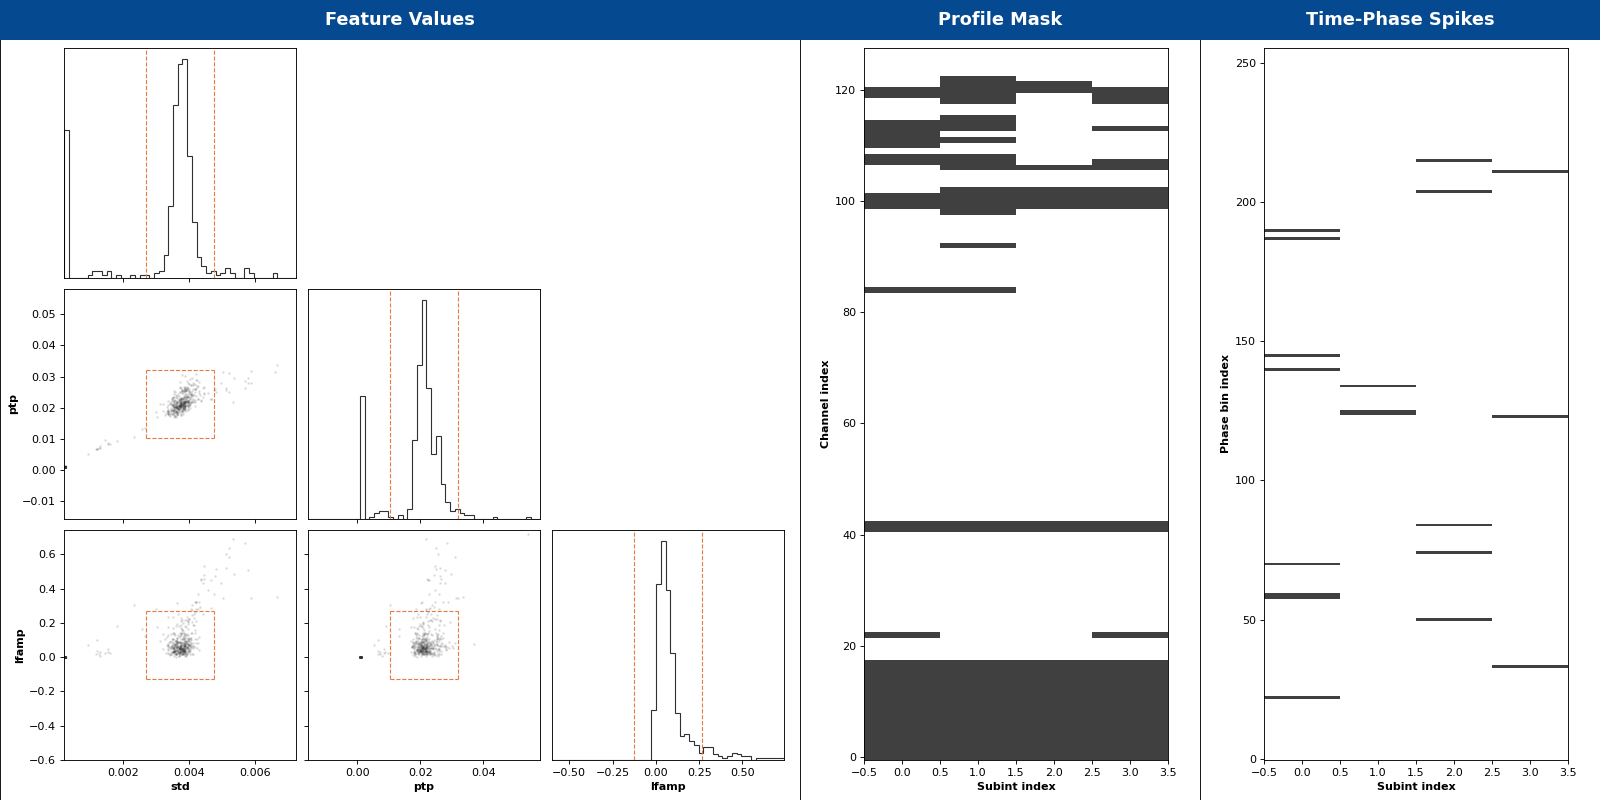 Feature Values
Profile Mask
Time-Phase Spikes
ptp
0.05
0.04
0.03
0.02
0.01
0.00
−0.01
lfamp
0.6
0.4
0.2
0.0
−0.2
−0.4
−0.6
0.002 0.004 0.006
std
0.00 0.02 0.04
ptp
−0.50 −0.25 0.00 0.25 0.50
lfamp
Channel index
120
100
80
60
40
20
0
−0.5 0.0 0.5 1.0 1.5 2.0 2.5 3.0 3.5
Subint index
Phase bin index
250
200
150
100
50
0
−0.5 0.0 0.5 1.0 1.5 2.0 2.5 3.0 3.5
Subint index